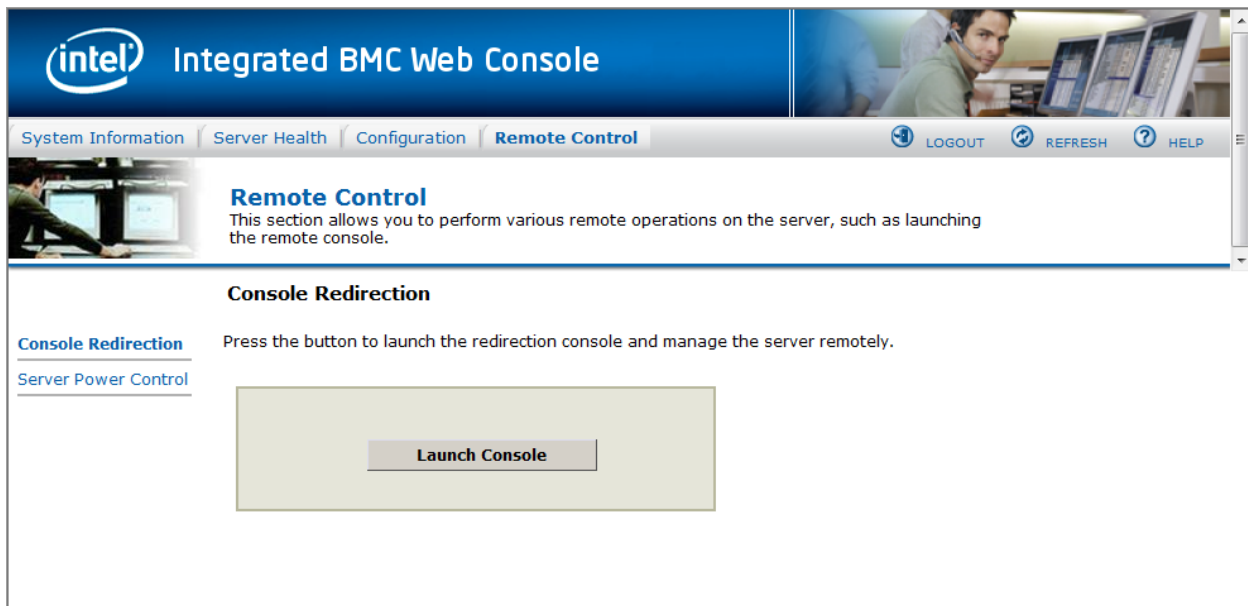 intel
Integrated BMC Web Console
System Information
Server Health
Configuration
Remote Control
LOGOUT
REFRESH
? HELP
Remote Control
This section allows you to perform various remote operations on the server, such as launching
the remote console.
Console Redirection
Console Redirection
Server Power Control
Press the button to launch the redirection console and manage the server remotely.
Launch Console